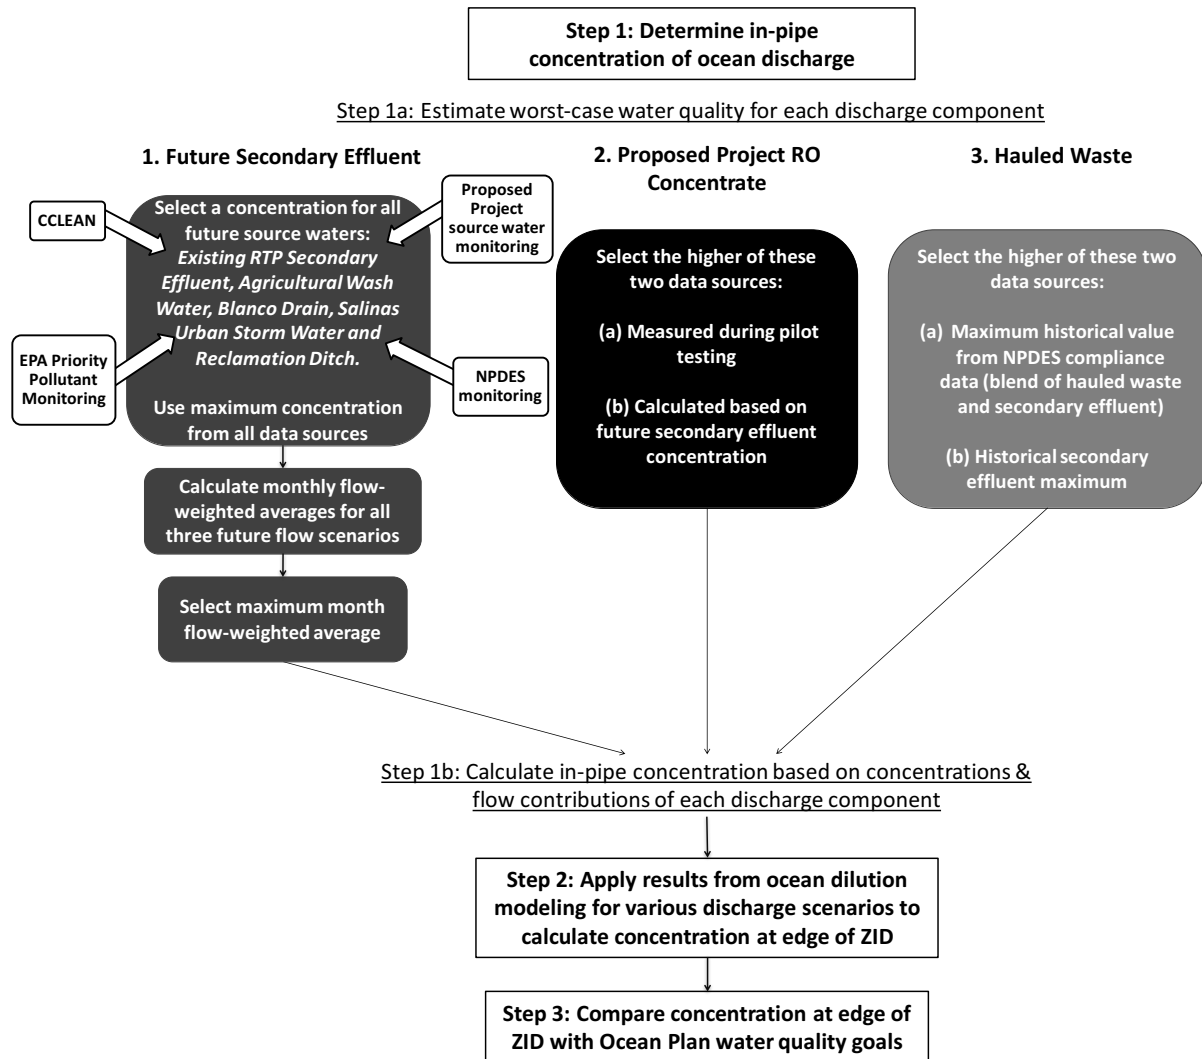 Step 1: Determine in-pipe
concentration of ocean discharge
Step 1a: Estimate worst-case water quality for each discharge component
1. Future Secondary Effluent
CCLEAN
EPA Priority
Pollutant
Monitoring
Proposed
Project
source water
monitoring
NPDES
monitoring
Select a concentration for all
future source waters:
Existing RTP Secondary
Effluent, Agricultural Wash
Water, Blanco Drain, Salinas
Urban Storm Water and
Reclamation Ditch.
Use maximum concentration
from all data sources
Calculate monthly flow-
weighted averages for all
three future flow scenarios
Select maximum month
flow-weighted average
2. Proposed Project RO
Concentrate
Select the higher of these
two data sources:
(a) Measured during pilot
testing
(b) Calculated based on
future secondary effluent
concentration
3. Hauled Waste
Select the higher of these two
data sources:
(a) Maximum historical value
from NPDES compliance
data (blend of hauled waste
and secondary effluent)
(b) Historical secondary
effluent maximum
Step 1b: Calculate in-pipe concentration based on concentrations &
flow contributions of each discharge component
Step 2: Apply results from ocean dilution
modeling for various discharge scenarios to
calculate concentration at edge of ZID
Step 3: Compare concentration at edge of
ZID with Ocean Plan water quality goals